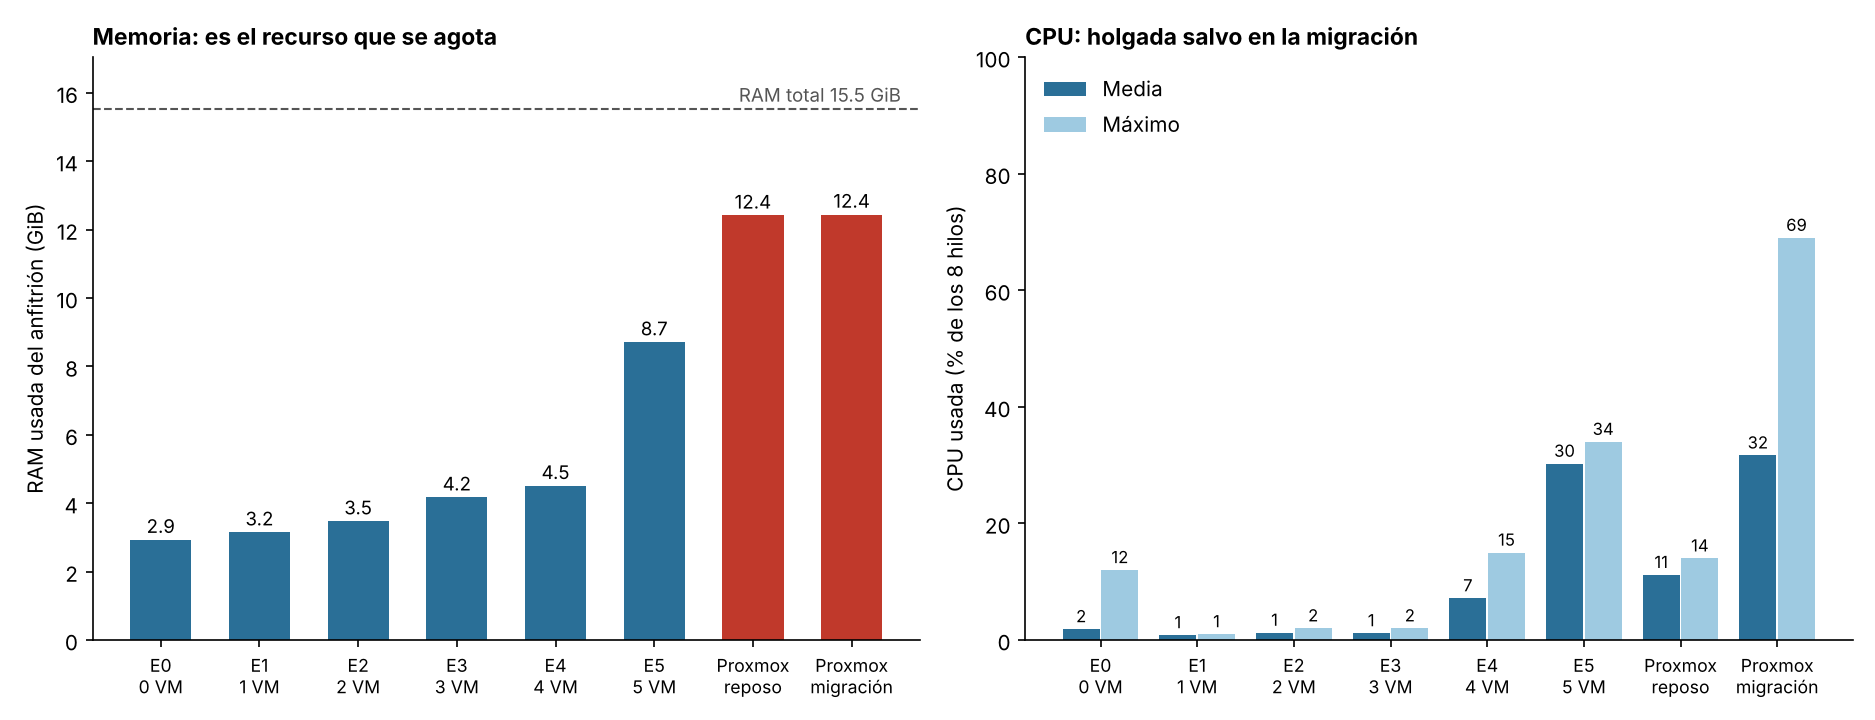 Memoria: es el recurso que se agota
RAM usada del anfitrión (GiB)
16
14
12
10
8
6
4
2
0
RAM total 15.5 GiB
2.9
3.2
3.5
4.2
4.5
8.7
12.4
12.4
E0
0 VM
E1
1 VM
E2
2 VM
E3
3 VM
E4
4 VM
E5
5 VM
Proxmox
reposo
Proxmox
migración
CPU: holgada salvo en la migración
CPU usada (% de los 8 hilos)
100
80
60
40
20
0
Media
Máximo
2
12
1
1
1
2
1
2
7
15
30
34
11
14
32
69
E0
0 VM
E1
1 VM
E2
2 VM
E3
3 VM
E4
4 VM
E5
5 VM
Proxmox
reposo
Proxmox
migración